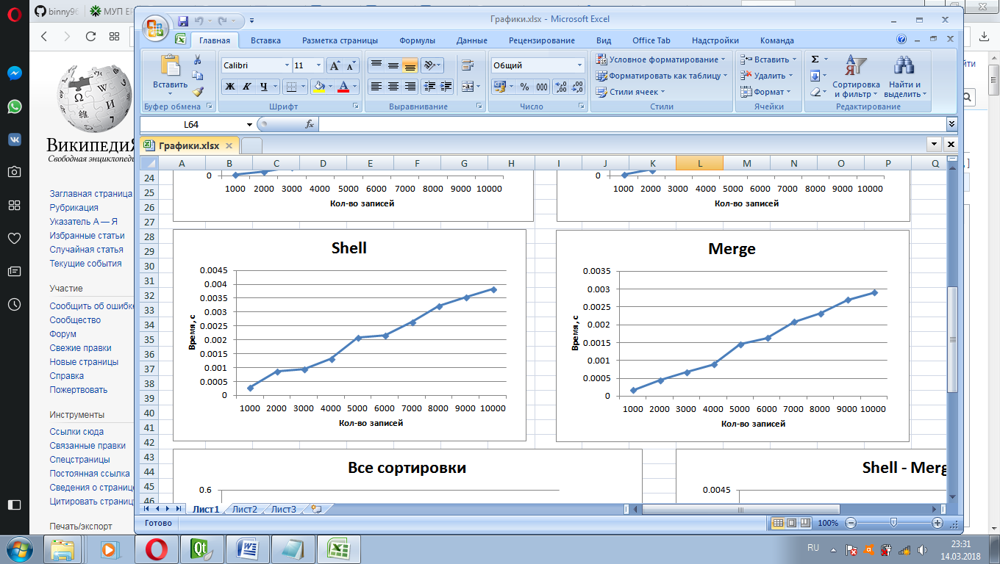 binny96
МУП ЕР
Графики.xlsx - Microsoft Excel
Главная Вставка Разметка страницы Формулы Данные Рецензирование Вид Office Tab Надстройки Команда
Вставить
Буфер обмена
Calibri 11
Ж К Ч
Шрифт
Выравнивание
Общий
% 000
Число
Условное форматирование
Форматировать как таблицу
Стили ячеек
Стили
Вставить
Удалить
Формат
Ячейки
Σ
Сортировка и фильтр
Найти и выделить
Редактирование
L64
fx
Графики.xlsx
A B C D E F G H I J K L M N O P Q
24
25
26
27
28
29
30
31
32
33
34
35
36
37
38
39
40
41
42
43
44
45
46
0
1000 2000 3000 4000 5000 6000 7000 8000 9000 10000
Кол-во записей
0
1000 2000 3000 4000 5000 6000 7000 8000 9000 10000
Кол-во записей
Shell
Время, с
0.0045
0.004
0.0035
0.003
0.0025
0.002
0.0015
0.001
0.0005
0
1000 2000 3000 4000 5000 6000 7000 8000 9000 10000
Кол-во записей
Merge
Время, с
0.0035
0.003
0.0025
0.002
0.0015
0.001
0.0005
0
1000 2000 3000 4000 5000 6000 7000 8000 9000 10000
Кол-во записей
Все сортировки
0.6
Shell - Merg
0.0045
Лист1 Лист2 Лист3
Готово
100%
ВикипедиЯ
Свободная энциклопеди
Заглавная страница
Рубрикация
Указатель А — Я
Избранные статьи
Случайная статья
Текущие события
Участие
Сообщить об ошибке
Сообщество
Форум
Свежие правки
Новые страницы
Справка
Пожертвовать
Инструменты
Ссылки сюда
Связанные правки
Спецстраницы
Постоянная ссылка
Сведения о странице
Цитировать страниц
Печать/экспорт
йти
RU
23:31
14.03.2018